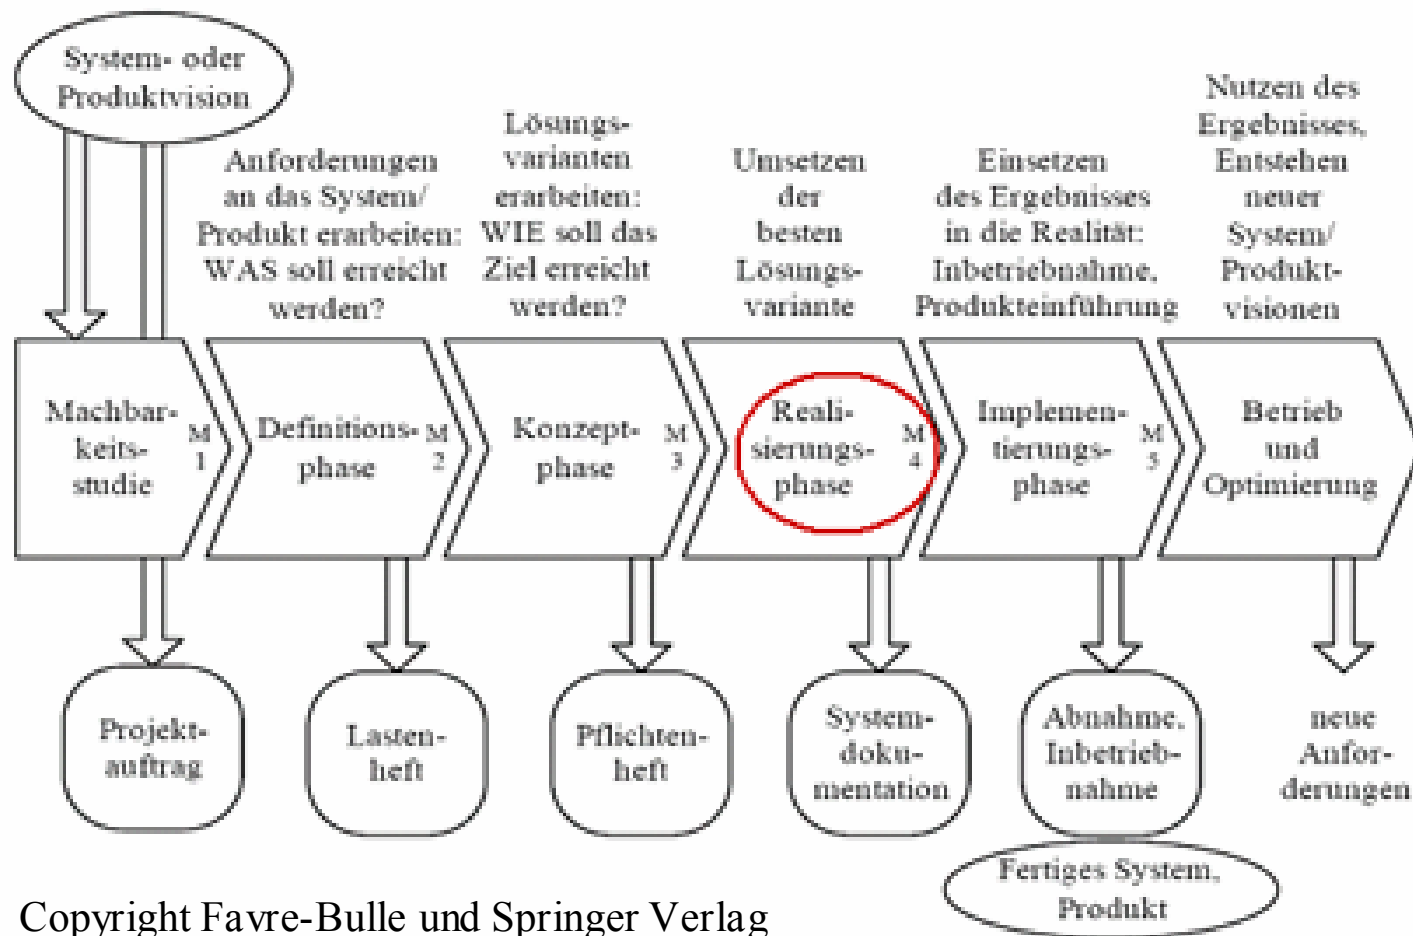 System- oder
Produktvision
Anforderungen
an das System/
Produkt erarbeiten:
WAS soll erreicht
werden?
Lösungs-
varianten
erarbeiten:
WIE soll das
Ziel erreicht
werden?
Umsetzen
der
besten
Lösungs-
variante
Einsetzen
des Ergebnisses
in die Realität:
Inbetriebnahme,
Produkteinführung
Nutzen des
Ergebnisses,
Entstehen
neuer
System/
Produkt-
visionen
Machbar-
keits-
studie
M
1
Definitions-
phase
M
2
Konzept-
phase
M
3
Reali-
sierungs-
phase
M
4
Implemen-
tierungs-
phase
M
5
Betrieb
und
Optimierung
Projekt-
auftrag
Lasten-
heft
Pflichten-
heft
System-
doku-
mentation
Abnahme,
Inbetrieb-
nahme
neue
Anfor-
derungen
Fertiges System,
Produkt
Copyright Favre-Bulle und Springer Verlag